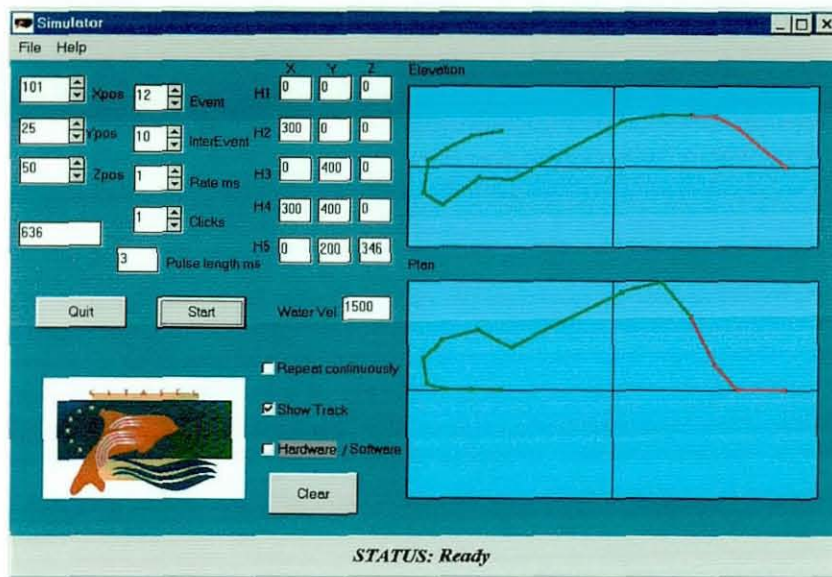 Simulator
File Help
X Y Z
Elevation
101 Xpos 12 Event H1 0 0 0
25 Ypos 10 InterEvent H2 300 0 0
50 Zpos 1 Rate ms H3 0 400 0
1 Clicks H4 300 400 0
636
3 Pulse length ms H5 0 200 346
Plan
Quit Start Water Vel 1500
Repeat continuously
Show Track
Hardware / Software
Clear
STATUS: Ready